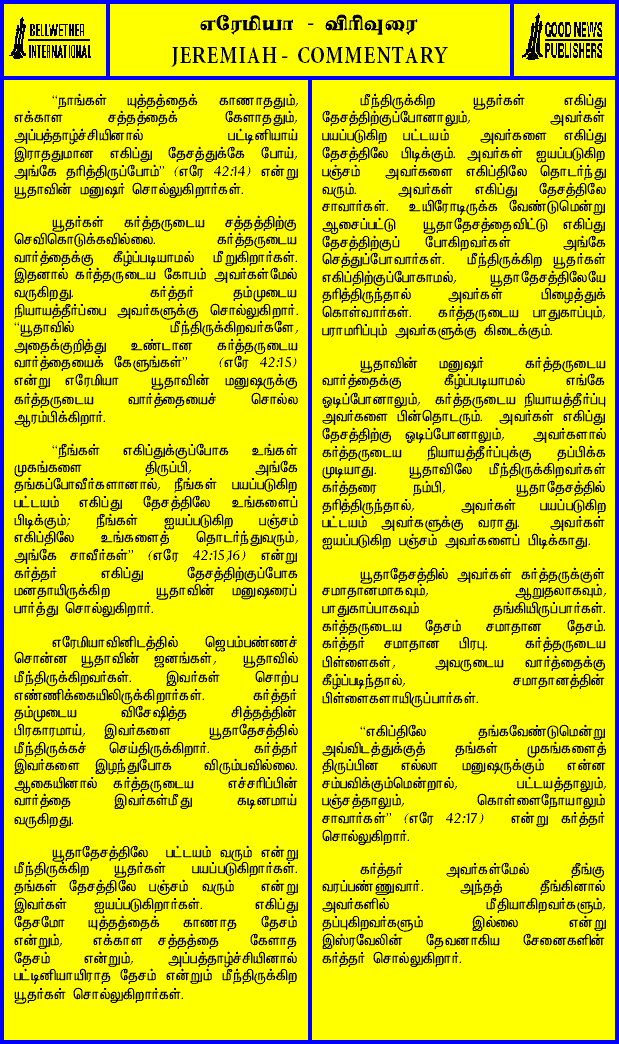 BELLWETHER
INTERNATIONAL
எரேமியா - விரிவுரை
JEREMIAH - COMMENTARY
GOOD NEWS
PUBLISHERS
“நாங்கள் யுத்தத்தைக் காணாததும்,
எக்காள சத்தத்தைக் கேளாததும்,
அப்பத்தாழ்ச்சியினால் பட்டினியாய்
இராததுமான எகிப்து தேசத்துக்கே போய்,
அங்கே தரித்திருப்போம்” (எரே 42:14) என்று
யூதாவின் மனுஷர் சொல்லுகிறார்கள்.
யூதர்கள் கர்த்தருடைய சத்தத்திற்கு
செவிகொடுக்கவில்லை. கர்த்தருடைய
வார்த்தைக்கு கீழ்ப்படியாமல் மீறுகிறார்கள்.
இதனால் கர்த்தருடைய கோபம் அவர்கள்மேல்
வருகிறது. கர்த்தர் தம்முடைய
நியாயத்தீர்ப்பை அவர்களுக்கு சொல்லுகிறார்.
“யூதாவில் மீந்திருக்கிறவர்களே,
அதைக்குறித்து உண்டான கர்த்தருடைய
வார்த்தையைக் கேளுங்கள்” (எரே 42:15)
என்று எரேமியா யூதாவின் மனுஷருக்கு
கர்த்தருடைய வார்த்தையைச் சொல்ல
ஆரம்பிக்கிறார்.
“நீங்கள் எகிப்துக்குப்போக உங்கள்
முகங்களை திருப்பி, அங்கே
தங்கப்போவீர்களானால், நீங்கள் பயப்படுகிற
பட்டயம் எகிப்து தேசத்திலே உங்களைப்
பிடிக்கும்; நீங்கள் ஐயப்படுகிற பஞ்சம்
எகிப்திலே உங்களைத் தொடர்ந்துவரும்,
அங்கே சாவீர்கள்” (எரே 42:15,16) என்று
கர்த்தர் எகிப்து தேசத்திற்குப்போக
மனதாயிருக்கிற யூதாவின் மனுஷரைப்
பார்த்து சொல்லுகிறார்.
எரேமியாவினிடத்தில் ஜெபம்பண்ணச்
சொன்ன யூதாவின் ஜனங்கள், யூதாவில்
மீந்திருக்கிறவர்கள். இவர்கள் சொற்ப
எண்ணிக்கையிலிருக்கிறார்கள். கர்த்தர்
தம்முடைய விசேஷித்த சித்தத்தின்
பிரகாரமாய், இவர்களை யூதாதேசத்தில்
மீந்திருக்கச் செய்திருக்கிறார். கர்த்தர்
இவர்களை இழந்துபோக விரும்பவில்லை.
ஆகையினால் கர்த்தருடைய எச்சரிப்பின்
வார்த்தை இவர்கள்மீது கடினமாய்
வருகிறது.
யூதாதேசத்திலே பட்டயம் வரும் என்று
மீந்திருக்கிற யூதர்கள் பயப்படுகிறார்கள்.
தங்கள் தேசத்திலே பஞ்சம் வரும் என்று
இவர்கள் ஐயப்படுகிறார்கள். எகிப்து
தேசமோ யுத்தத்தைக் காணாத தேசம்
என்றும், எக்காள சத்தத்தை கேளாத
தேசம் என்றும், அப்பத்தாழ்ச்சியினால்
பட்டினியாயிராத தேசம் என்றும் மீந்திருக்கிற
யூதர்கள் சொல்லுகிறார்கள்.
மீந்திருக்கிற யூதர்கள் எகிப்து
தேசத்திற்குப்போனாலும், அவர்கள்
பயப்படுகிற பட்டயம் அவர்களை எகிப்து
தேசத்திலே பிடிக்கும். அவர்கள் ஐயப்படுகிற
பஞ்சம் அவர்களை எகிப்திலே தொடர்ந்து
வரும். அவர்கள் எகிப்து தேசத்திலே
சாவார்கள். உயிரோடிருக்க வேண்டுமென்று
ஆசைப்பட்டு யூதாதேசத்தைவிட்டு எகிப்து
தேசத்திற்குப் போகிறவர்கள் அங்கே
செத்துப்போவார்கள். மீந்திருக்கிற யூதர்கள்
எகிப்திற்குப்போகாமல், யூதாதேசத்திலேயே
தரித்திருந்தால் அவர்கள் பிழைத்துக்
கொள்வார்கள். கர்த்தருடைய பாதுகாப்பும்,
பராமரிப்பும் அவர்களுக்கு கிடைக்கும்.
யூதாவின் மனுஷர் கர்த்தருடைய
வார்த்தைக்கு கீழ்ப்படியாமல் எங்கே
ஓடிப்போனாலும், கர்த்தருடைய நியாயத்தீர்ப்பு
அவர்களை பின்தொடரும். அவர்கள் எகிப்து
தேசத்திற்கு ஓடிப்போனாலும், அவர்களால்
கர்த்தருடைய நியாயத்தீர்ப்புக்கு தப்பிக்க
முடியாது. யூதாவிலே மீந்திருக்கிறவர்கள்
கர்த்தரை நம்பி, யூதாதேசத்தில்
தரித்திருந்தால், அவர்கள் பயப்படுகிற
பட்டயம் அவர்களுக்கு வராது. அவர்கள்
ஐயப்படுகிற பஞ்சம் அவர்களைப் பிடிக்காது.
யூதாதேசத்தில் அவர்கள் கர்த்தருக்குள்
சமாதானமாகவும், ஆறுதலாகவும்,
பாதுகாப்பாகவும் தங்கியிருப்பார்கள்.
கர்த்தருடைய தேசம் சமாதான தேசம்.
கர்த்தர் சமாதான பிரபு. கர்த்தருடைய
பிள்ளைகள், அவருடைய வார்த்தைக்கு
கீழ்ப்படிந்தால், சமாதானத்தின்
பிள்ளைகளாயிருப்பார்கள்.
“எகிப்திலே தங்கவேண்டுமென்று
அவ்விடத்துக்குத் தங்கள் முகங்களைத்
திருப்பின எல்லா மனுஷருக்கும் என்ன
சம்பவிக்கும்மென்றால், பட்டயத்தாலும்,
பஞ்சத்தாலும், கொள்ளைநோயாலும்
சாவார்கள்” (எரே 42:17) என்று கர்த்தர்
சொல்லுகிறார்.
கர்த்தர் அவர்கள்மேல் தீங்கு
வரப்பண்ணுவார். அந்தத் தீங்கினால்
அவர்களில் மீதியாகிறவர்களும்,
தப்புகிறவர்களும் இல்லை என்று
இஸ்ரவேலின் தேவனாகிய சேனைகளின்
கர்த்தர் சொல்லுகிறார்.